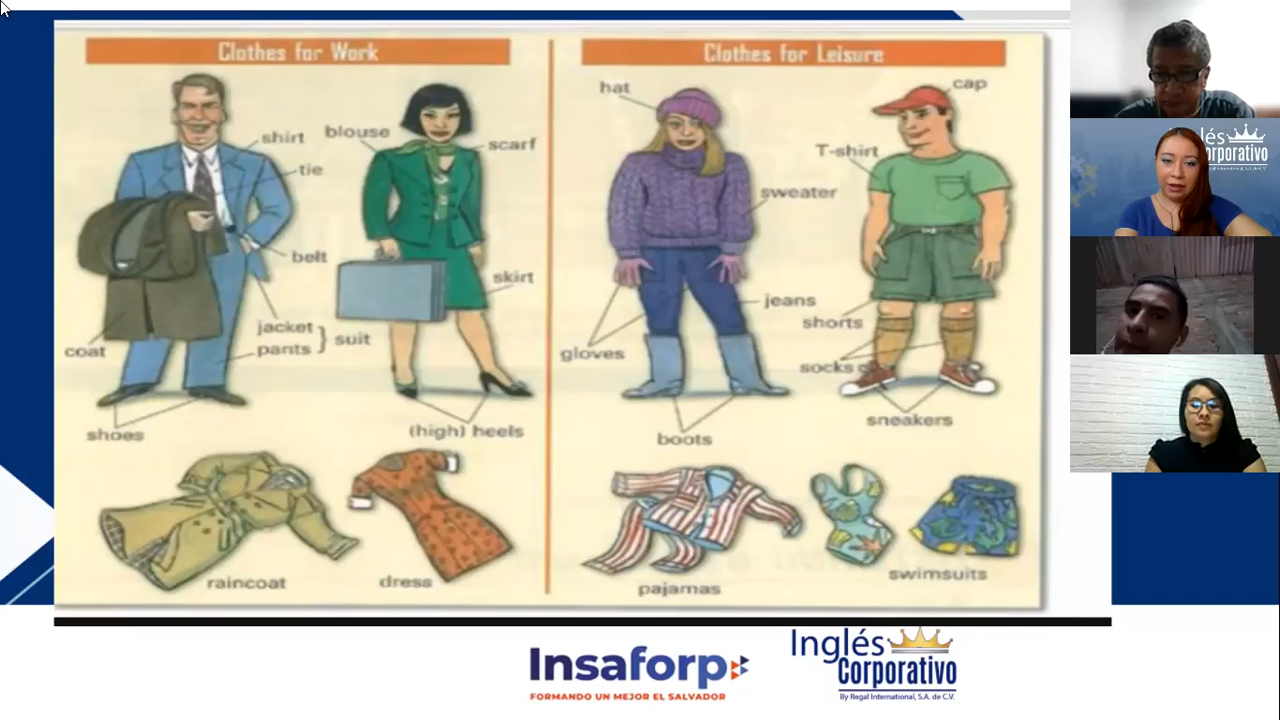 Clothes for Work
shirt
tie
blouse
scarf
belt
skirt
jacket
pants
suit
coat
shoes
(high) heels
raincoat
dress
Clothes for Leisure
hat
cap
T-shirt
sweater
jeans
shorts
gloves
socks
sneakers
boots
pajamas
swimsuits
Insaforp
FORMANDO UN MEJOR EL SALVADOR
Inglés
Corporativo
By Regal International, S.A. de C.V.
Inglés
Corporativo